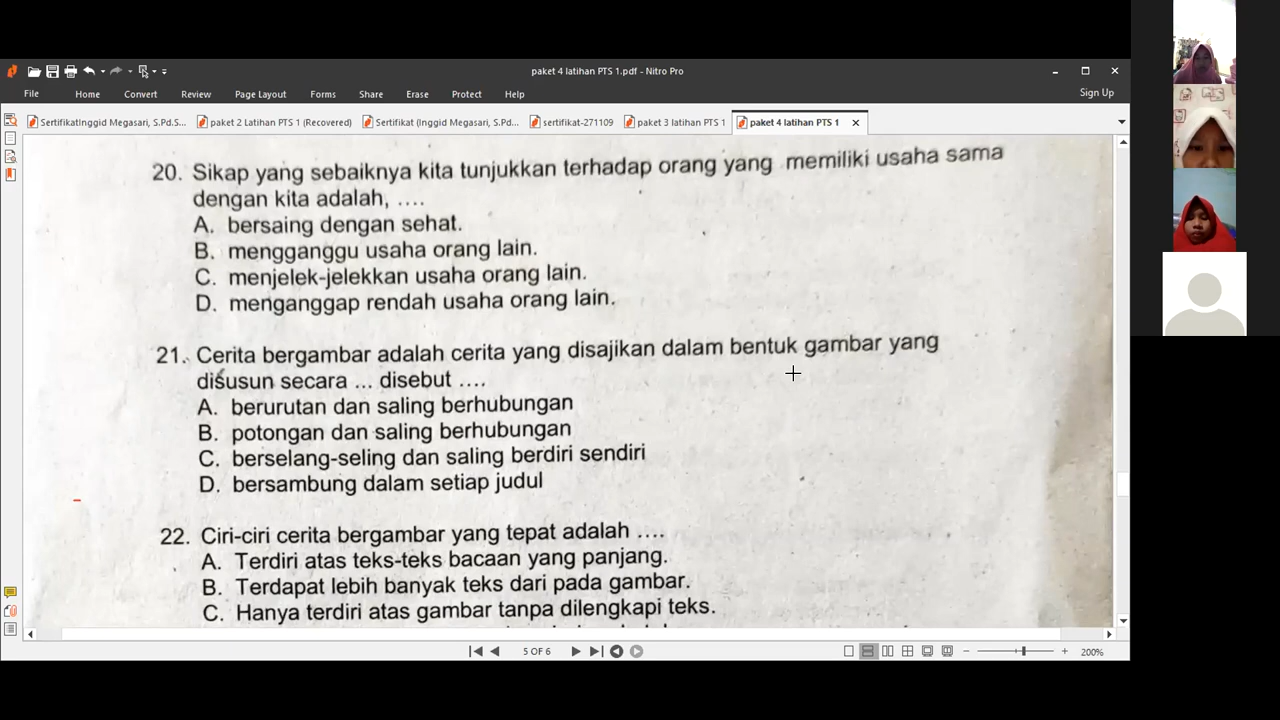 paket 4 latihan PTS 1.pdf - Nitro Pro
File Home Convert Review Page Layout Forms Share Erase Protect Help Sign Up
SertifikatInggid Megasari, S.Pd.S... paket 2 Latihan PTS 1 (Recovered) Sertifikat (Inggid Megasari, S.Pd... sertifikat-271109 paket 3 latihan PTS 1 paket 4 latihan PTS 1
20. Sikap yang sebaiknya kita tunjukkan terhadap orang yang memiliki usaha sama
dengan kita adalah, ....
A. bersaing dengan sehat.
B. mengganggu usaha orang lain.
C. menjelek-jelekkan usaha orang lain.
D. menganggap rendah usaha orang lain.
21. Cerita bergambar adalah cerita yang disajikan dalam bentuk gambar yang
disusun secara ... disebut ....
A. berurutan dan saling berhubungan
B. potongan dan saling berhubungan
C. berselang-seling dan saling berdiri sendiri
D. bersambung dalam setiap judul
22. Ciri-ciri cerita bergambar yang tepat adalah ....
A. Terdiri atas teks-teks bacaan yang panjang.
B. Terdapat lebih banyak teks dari pada gambar.
C. Hanya terdiri atas gambar tanpa dilengkapi teks.
5 OF 6
200%